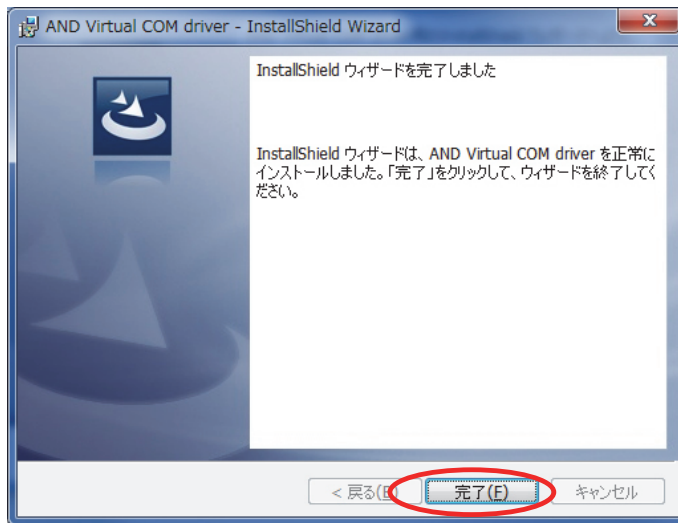 AND Virtual COM driver - InstallShield Wizard
InstallShield ウィザードを完了しました
InstallShield ウィザードは、AND Virtual COM driver を正常に
インストールしました。「完了」をクリックして、ウィザードを終了してく
ださい。
< 戻る(B)
完了(F)
キャンセル